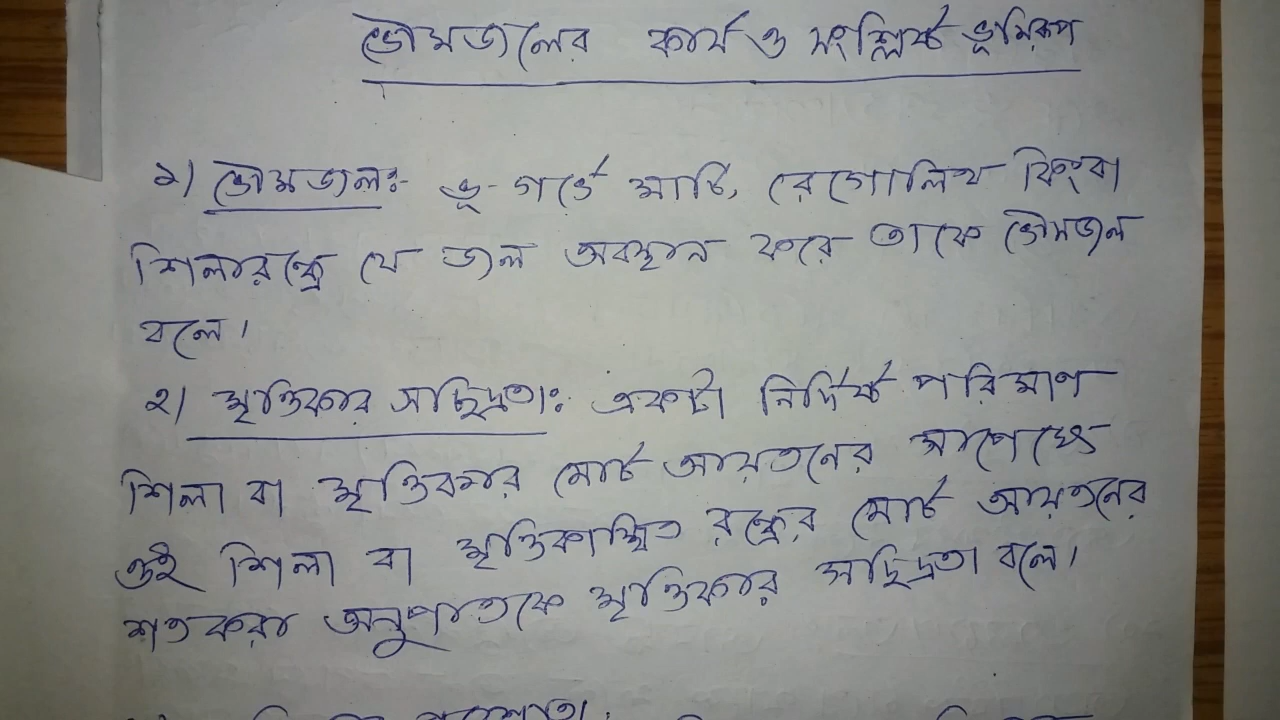 ভৌমজলের কার্য ও সংশ্লিষ্ট ভূমিরূপ
১) ভৌমজলঃ- ভূ-গর্ভে মাটি, রেগোলিথ কিংবা
শিলারন্ধ্রে যে জল অবস্থান করে তাকে ভৌমজল
বলে।
২) মৃত্তিকার সচ্ছিদ্রতাঃ একটা নির্দিষ্ট পরিমাণ
শিলা বা মৃত্তিকার মোট আয়তনের সাপেক্ষে
ওই শিলা বা মৃত্তিকাস্থিত রন্ধ্রের মোট আয়তনের
শতকরা অনুপাতকে মৃত্তিকার সছিদ্রতা বলে।